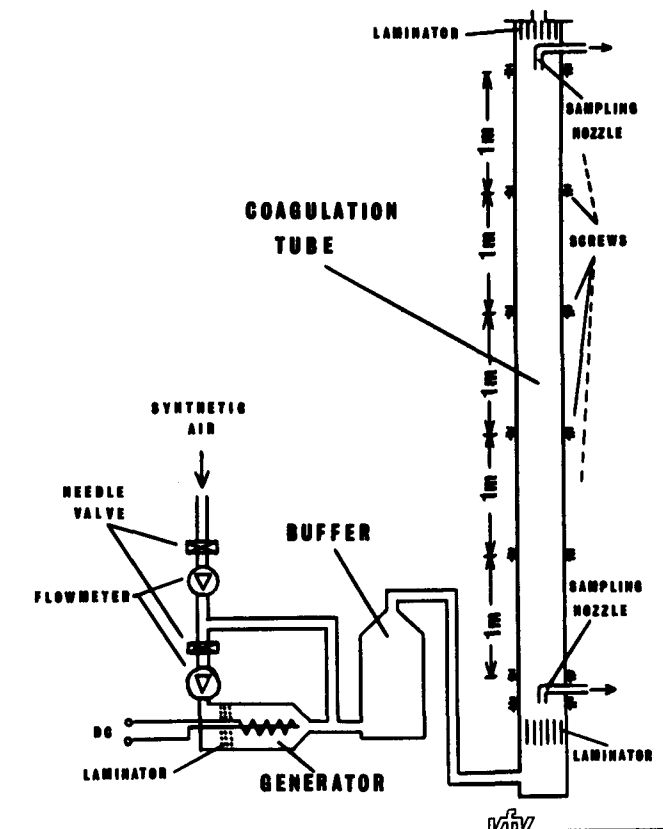 LAMINATOR
SAMPLING
NOZZLE
1m
COAGULATION
TUBE
1m
SCREWS
1m
SYNTHETIC
AIR
1m
NEEDLE
VALVE
BUFFER
FLOWMETER
SAMPLING
NOZZLE
1m
DC
LAMINATOR
GENERATOR
LAMINATOR